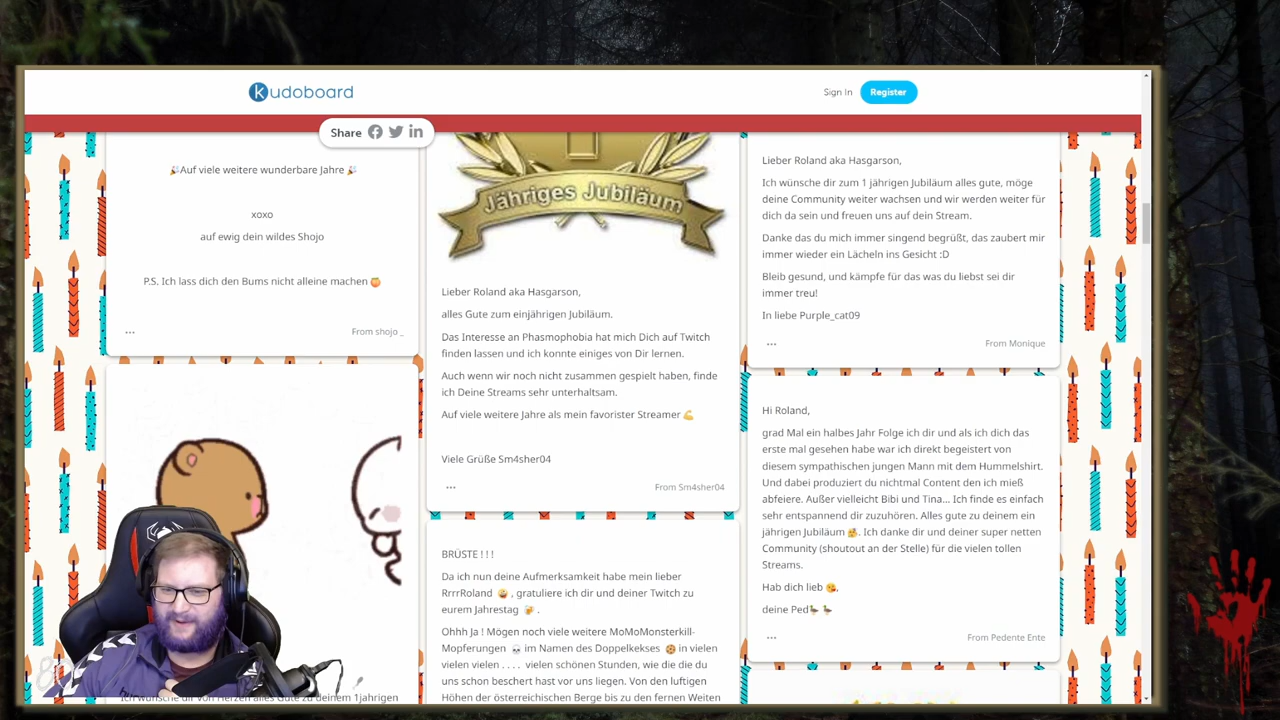 kudoboard
Sign In
Register
Share
🎉Auf viele weitere wunderbare Jahre 🎉
xoxo
auf ewig dein wildes Shojo
P.S. Ich lass dich den Bums nicht alleine machen 🍑
...
From shojo _
Ich wünsche dir von Herzen alles Gute zu deinem 1jährigen
Jähriges Jubiläum
Lieber Roland aka Hasgarson,
alles Gute zum einjährigen Jubiläum.
Das Interesse an Phasmophobia hat mich Dich auf Twitch
finden lassen und ich konnte einiges von Dir lernen.
Auch wenn wir noch nicht zusammen gespielt haben, finde
ich Deine Streams sehr unterhaltsam.
Auf viele weitere Jahre als mein favorister Streamer 💪
Viele Grüße Sm4sher04
...
From Sm4sher04
BRÜSTE ! ! !
Da ich nun deine Aufmerksamkeit habe mein lieber
RrrrRoland 😜 , gratuliere ich dir und deiner Twitch zu
eurem Jahrestag 🍺 .
Ohhh Ja ! Mögen noch viele weitere MoMoMonsterkill-
Mopferungen 💀 im Namen des Doppelkekses 🍪 in vielen
vielen vielen . . . . vielen schönen Stunden, wie die die du
uns schon beschert hast vor uns liegen. Von den luftigen
Höhen der österreichischen Berge bis zu den fernen Weiten
Lieber Roland aka Hasgarson,
Ich wünsche dir zum 1 jährigen Jubiläum alles gute, möge
deine Community weiter wachsen und wir werden weiter für
dich da sein und freuen uns auf dein Stream.
Danke das du mich immer singend begrüßt, das zaubert mir
immer wieder ein Lächeln ins Gesicht :D
Bleib gesund, und kämpfe für das was du liebst sei dir
immer treu!
In liebe Purple_cat09
...
From Monique
Hi Roland,
grad Mal ein halbes Jahr Folge ich dir und als ich dich das
erste mal gesehen habe war ich direkt begeistert von
diesem sympathischen jungen Mann mit dem Hummelshirt.
Und dabei produziert du nichtmal Content den ich mieß
abfeiere. Außer vielleicht Bibi und Tina... Ich finde es einfach
sehr entspannend dir zuzuhören. Alles gute zu deinem ein
jährigen Jubiläum 🥳. Ich danke dir und deiner super netten
Community (shoutout an der Stelle) für die vielen tollen
Streams.
Hab dich lieb 😘,
deine Ped🦆 🦆
...
From Pedente Ente